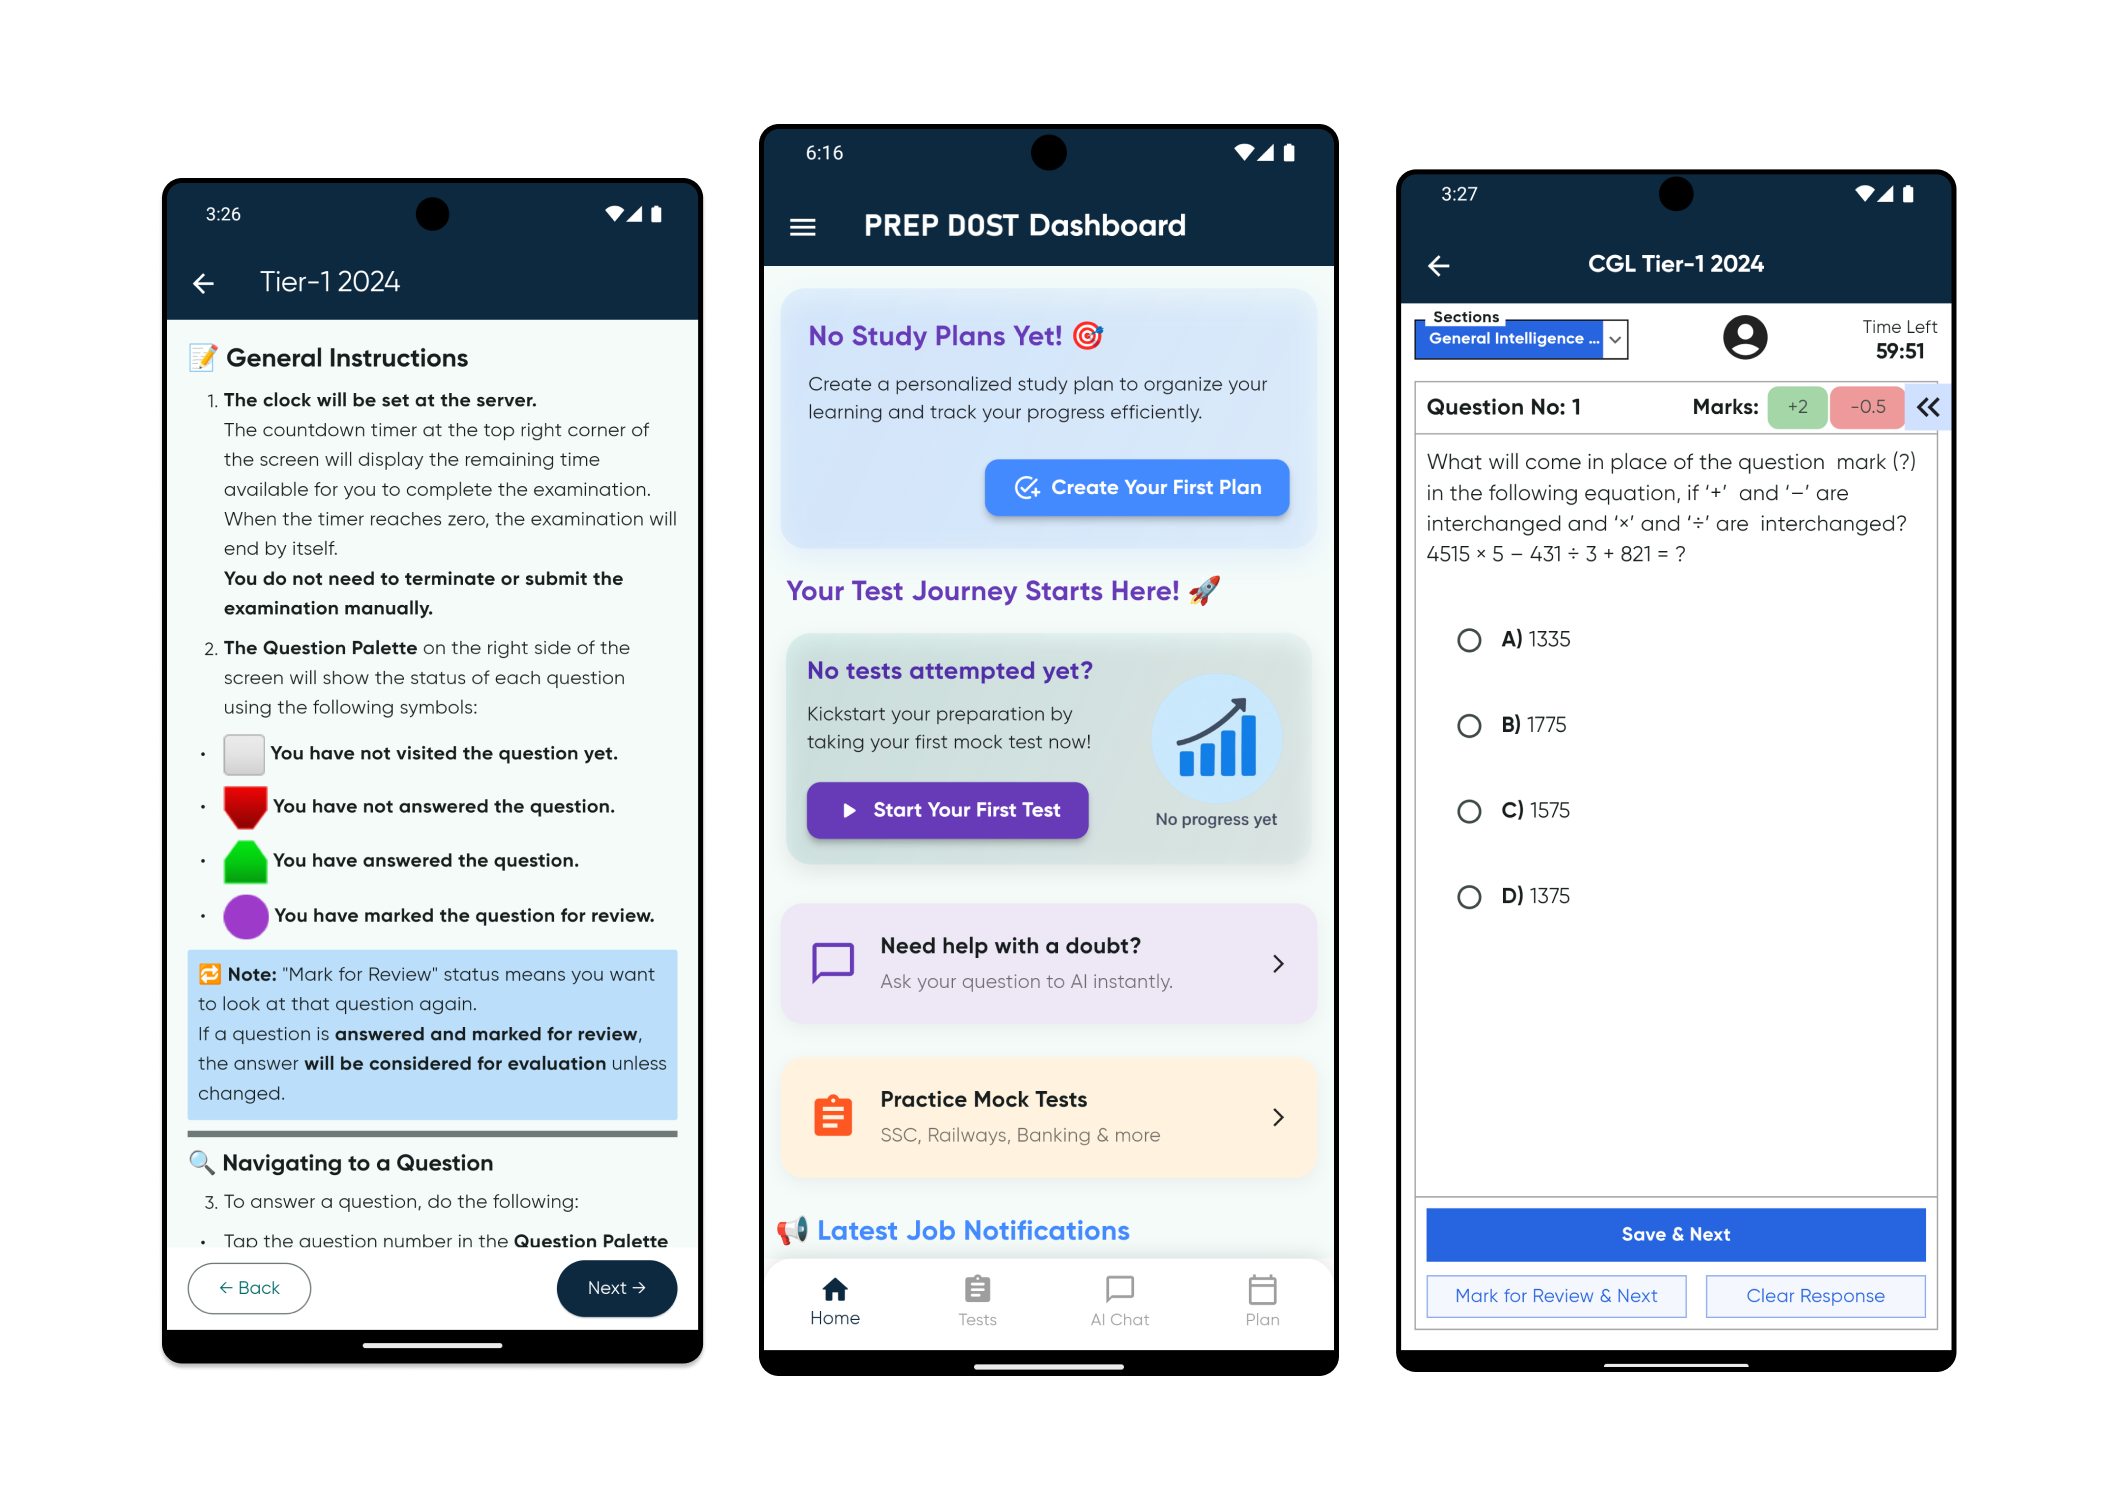 3:26
Tier-1 2024
General Instructions
1. The clock will be set at the server.
The countdown timer at the top right corner of
the screen will display the remaining time
available for you to complete the examination.
When the timer reaches zero, the examination will
end by itself.
You do not need to terminate or submit the
examination manually.
2. The Question Palette on the right side of the
screen will show the status of each question
using the following symbols:
• You have not visited the question yet.
• You have not answered the question.
• You have answered the question.
• You have marked the question for review.
Note: "Mark for Review" status means you want
to look at that question again.
If a question is answered and marked for review,
the answer will be considered for evaluation unless
changed.
Navigating to a Question
3. To answer a question, do the following:
• Tap the question number in the Question Palette
← Back
Next →
6:16
PREP DOST Dashboard
No Study Plans Yet!
Create a personalized study plan to organize your
learning and track your progress efficiently.
Create Your First Plan
Your Test Journey Starts Here!
No tests attempted yet?
Kickstart your preparation by
taking your first mock test now!
Start Your First Test
No progress yet
Need help with a doubt?
Ask your question to AI instantly.
Practice Mock Tests
SSC, Railways, Banking & more
Latest Job Notifications
Home
Tests
AI Chat
Plan
3:27
CGL Tier-1 2024
Sections
General Intelligence ...
Time Left
59:51
Question No: 1
Marks: +2 -0.5
What will come in place of the question mark (?)
in the following equation, if ‘+’ and ‘−’ are
interchanged and ‘×’ and ‘÷’ are interchanged?
4515 × 5 − 431 ÷ 3 + 821 = ?
A) 1335
B) 1775
C) 1575
D) 1375
Save & Next
Mark for Review & Next
Clear Response